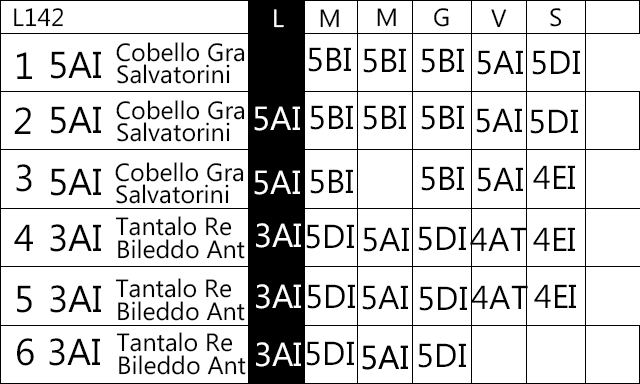 L142 L M M G V S
1 5AI Cobello Gra 5BI 5BI 5BI 5AI 5DI
Salvatorini
2 5AI Cobello Gra 5AI 5BI 5BI 5BI 5AI 5DI
Salvatorini
3 5AI Cobello Gra 5AI 5BI 5BI 5AI 4EI
Salvatorini
4 3AI Tantalo Re 3AI 5DI 5AI 5DI 4AT 4EI
Bileddo Ant
5 3AI Tantalo Re 3AI 5DI 5AI 5DI 4AT 4EI
Bileddo Ant
6 3AI Tantalo Re 3AI 5DI 5AI 5DI
Bileddo Ant